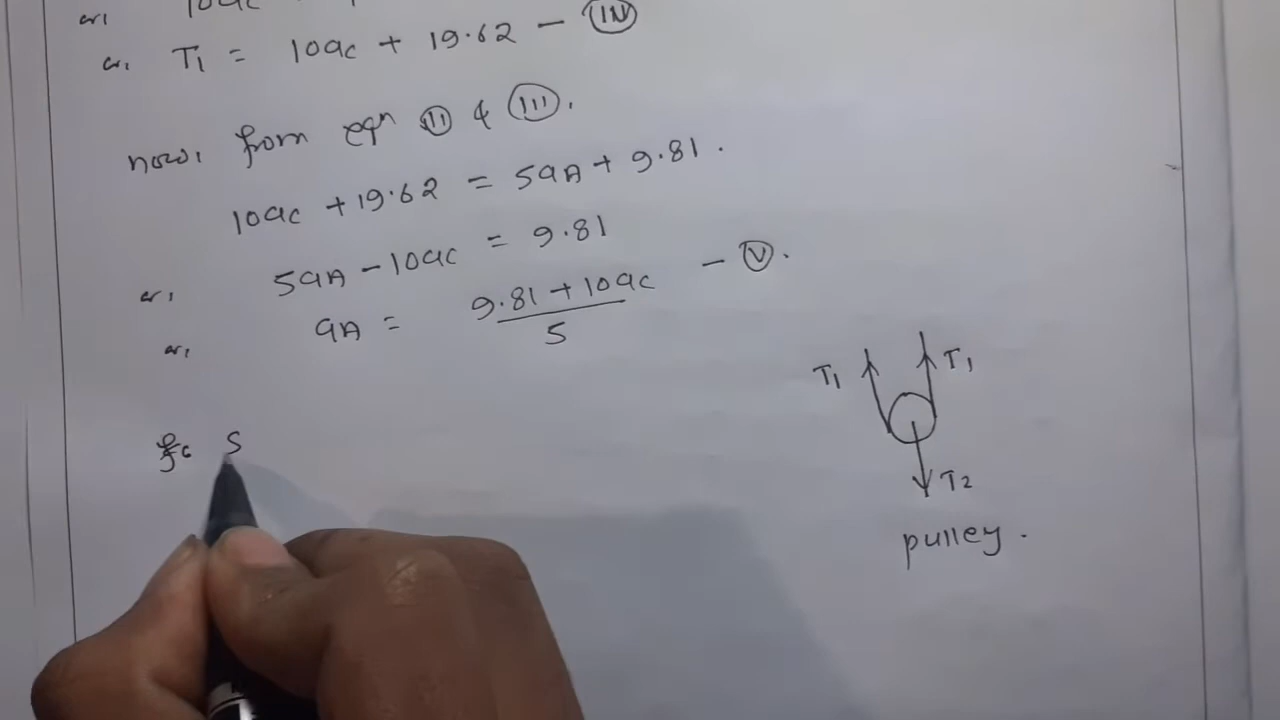 or, 10ac
or, T₁ = 10ac + 19.62 — (IV)
now, from eqn (II) & (III).
10ac + 19.62 = 5aA + 9.81.
or, 5aA - 10ac = 9.81
or, aA = (9.81 + 10ac)/5 — (V).
T₁ T₁
T₂
pulley.